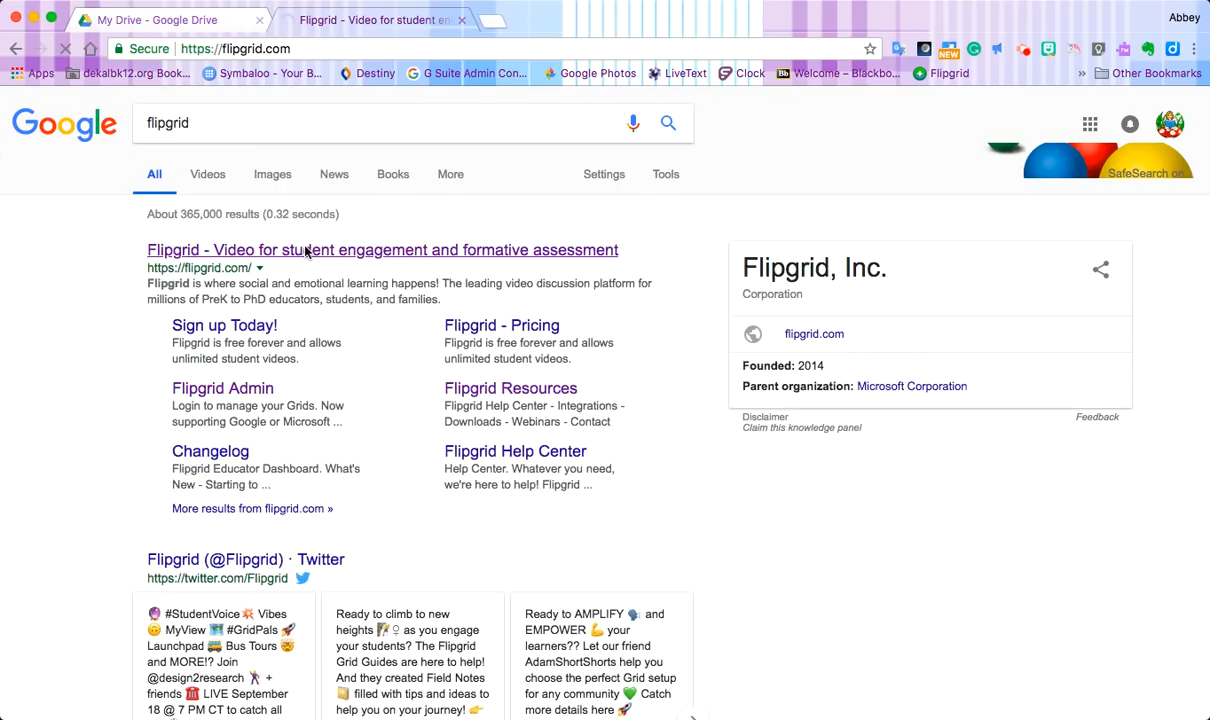 My Drive - Google Drive
Flipgrid - Video for student en
Abbey
Secure
https://flipgrid.com
NEW
Apps
dekalbk12.org Book...
Symbaloo - Your B...
Destiny
G Suite Admin Con...
Google Photos
LiveText
Clock
Bb
Welcome – Blackbo...
Flipgrid
»
Other Bookmarks
Google
flipgrid
All
Videos
Images
News
Books
More
Settings
Tools
SafeSearch on
About 365,000 results (0.32 seconds)
Flipgrid - Video for student engagement and formative assessment
https://flipgrid.com/
Flipgrid is where social and emotional learning happens! The leading video discussion platform for
millions of PreK to PhD educators, students, and families.
Sign up Today!
Flipgrid is free forever and allows
unlimited student videos.
Flipgrid - Pricing
Flipgrid is free forever and allows
unlimited student videos.
Flipgrid Admin
Login to manage your Grids. Now
supporting Google or Microsoft ...
Flipgrid Resources
Flipgrid Help Center - Integrations -
Downloads - Webinars - Contact
Changelog
Flipgrid Educator Dashboard. What's
New - Starting to ...
Flipgrid Help Center
Help Center. Whatever you need,
we're here to help! Flipgrid ...
More results from flipgrid.com »
Flipgrid (@Flipgrid) · Twitter
https://twitter.com/Flipgrid
🔮 #StudentVoice💥 Vibes
🙃 MyView 🗺️ #GridPals 🚀
Launchpad 🚌 Bus Tours 🤯
and MORE!? Join
@design2research 🕺 +
friends ☎️ LIVE September
18 @ 7 PM CT to catch all
Ready to climb to new
heights 🧗♀ as you engage
your students? The Flipgrid
Grid Guides are here to help!
And they created Field Notes
📒 filled with tips and ideas to
help you on your journey! 👉
Ready to AMPLIFY 🗣️ and
EMPOWER 💪 your
learners?? Let our friend
AdamShortShorts help you
choose the perfect Grid setup
for any community 💚 Catch
more details here 🚀
Flipgrid, Inc.
Corporation
flipgrid.com
Founded: 2014
Parent organization: Microsoft Corporation
Disclaimer
Feedback
Claim this knowledge panel